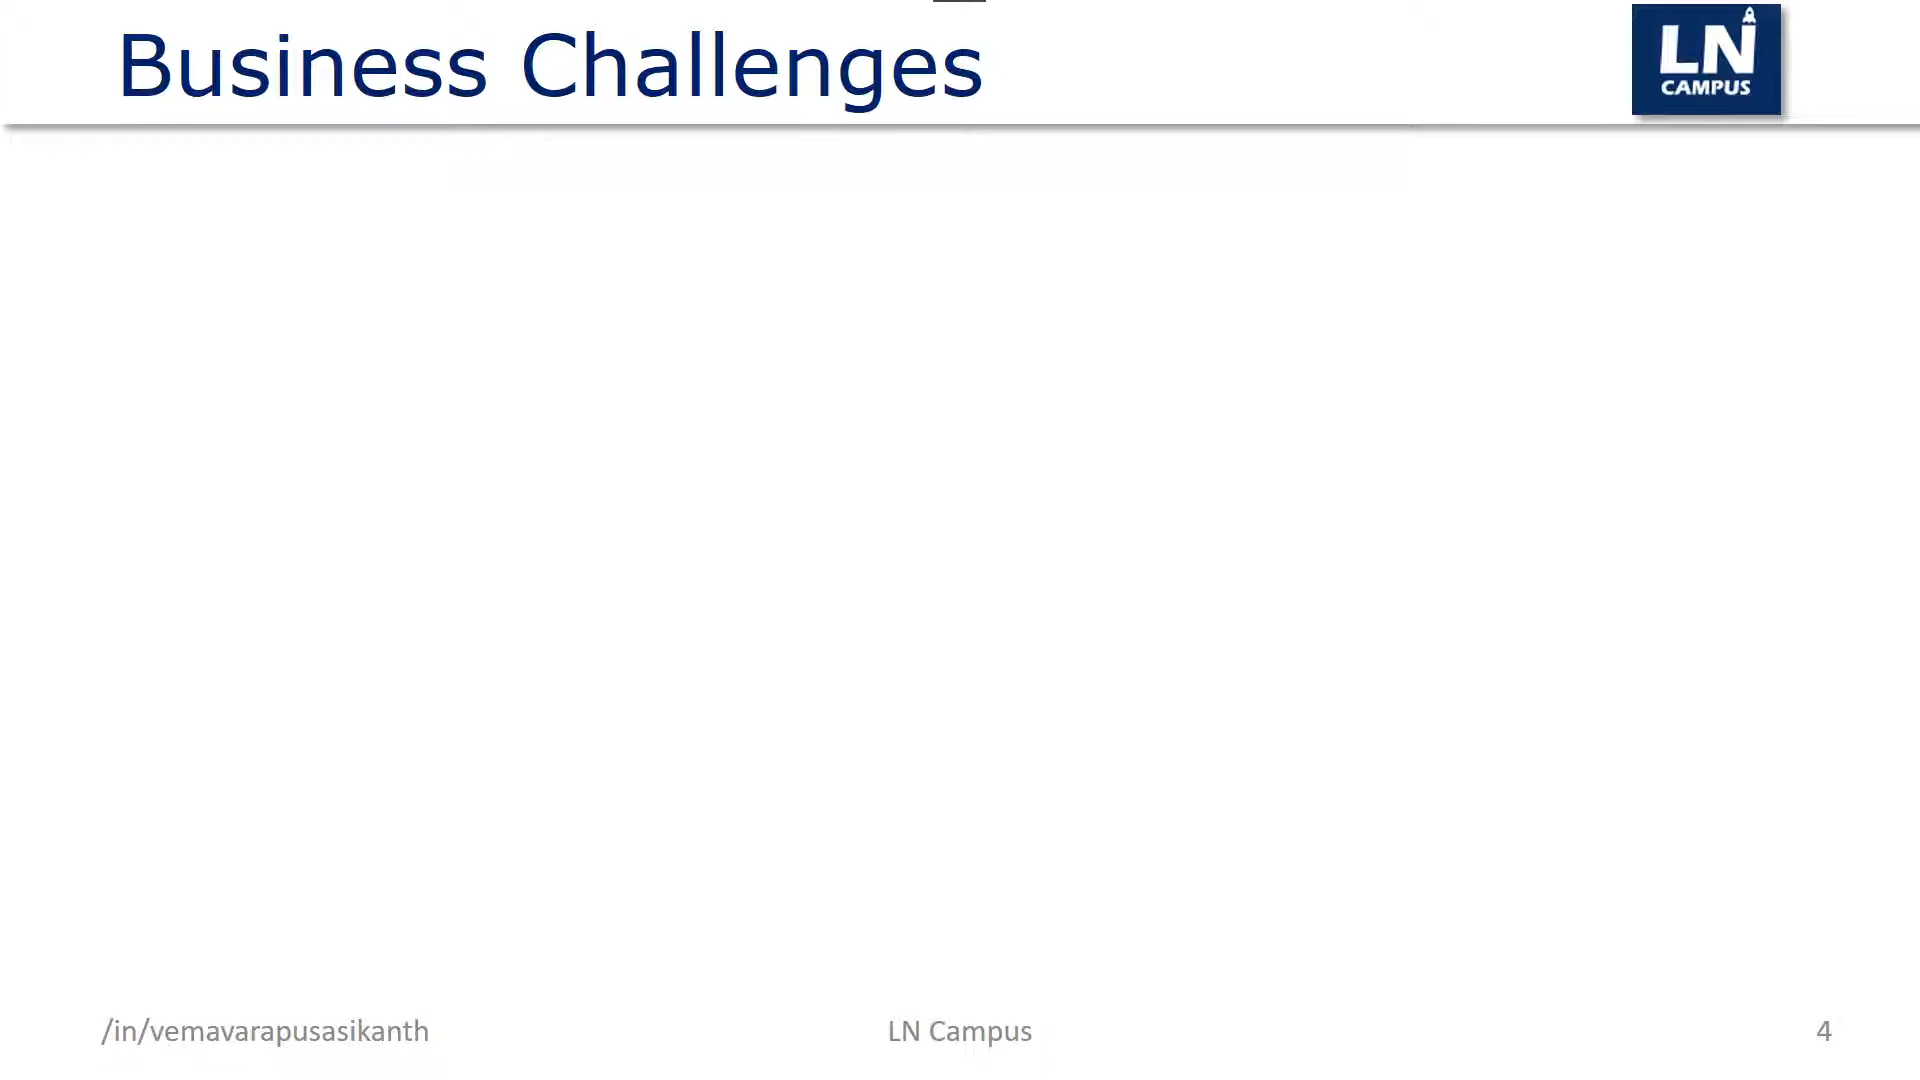 Business Challenges
LN
CAMPUS
/in/vemavarapusasikanth
LN Campus
4